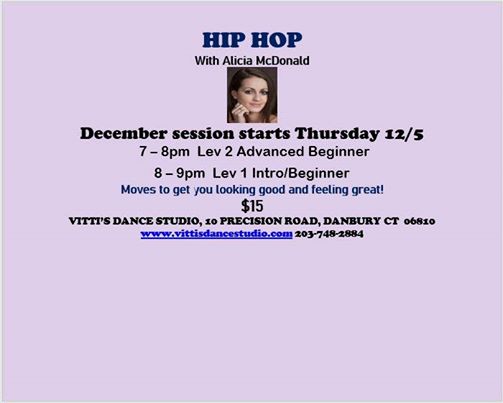 HIP HOP
With Alicia McDonald
December session starts Thursday 12/5
7 – 8pm  Lev 2 Advanced Beginner
8 – 9pm  Lev 1 Intro/Beginner
Moves to get you looking good and feeling great!
$15
VITTI'S DANCE STUDIO, 10 PRECISION ROAD, DANBURY CT  06810
www.vittisdancestudio.com 203-748-2884